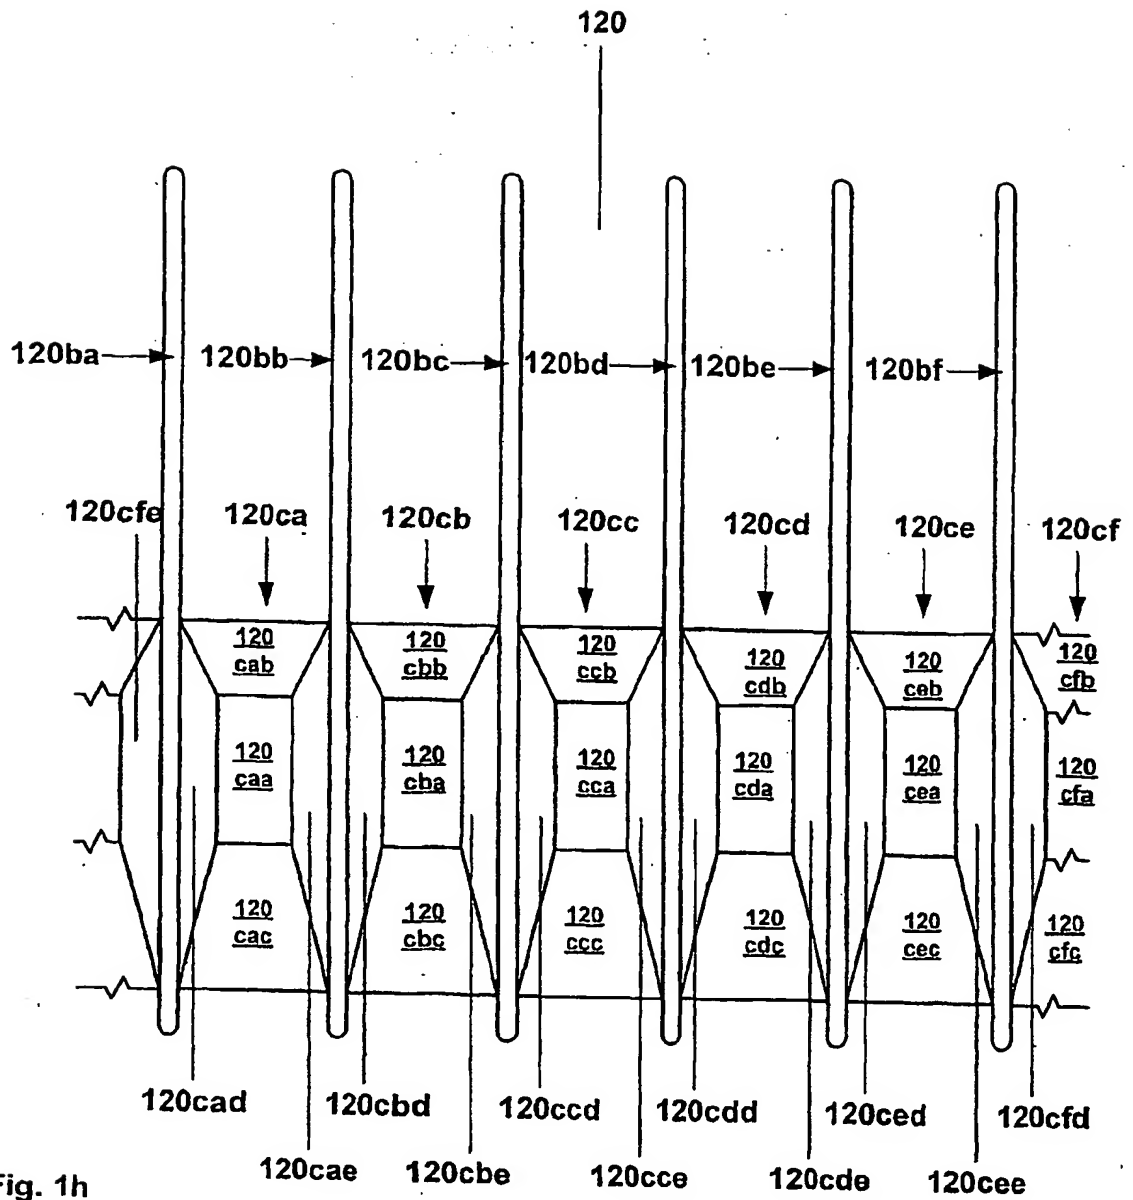 120
120ba 120bb 120bc 120bd 120be 120bf
120cfe 120ca 120cb 120cc 120cd 120ce 120cf
120 120 120 120 120 120
cab cbb ccb cdb ceb cfb
120 120 120 120 120 120
caa cba cca cda cea cfa
120 120 120 120 120 120
cac cbc ccc cdc cec cfc
120cad 120cbd 120ccd 120cdd 120ced 120cfd
120cae 120cbe 120cce 120cde 120cee
Fig. 1h